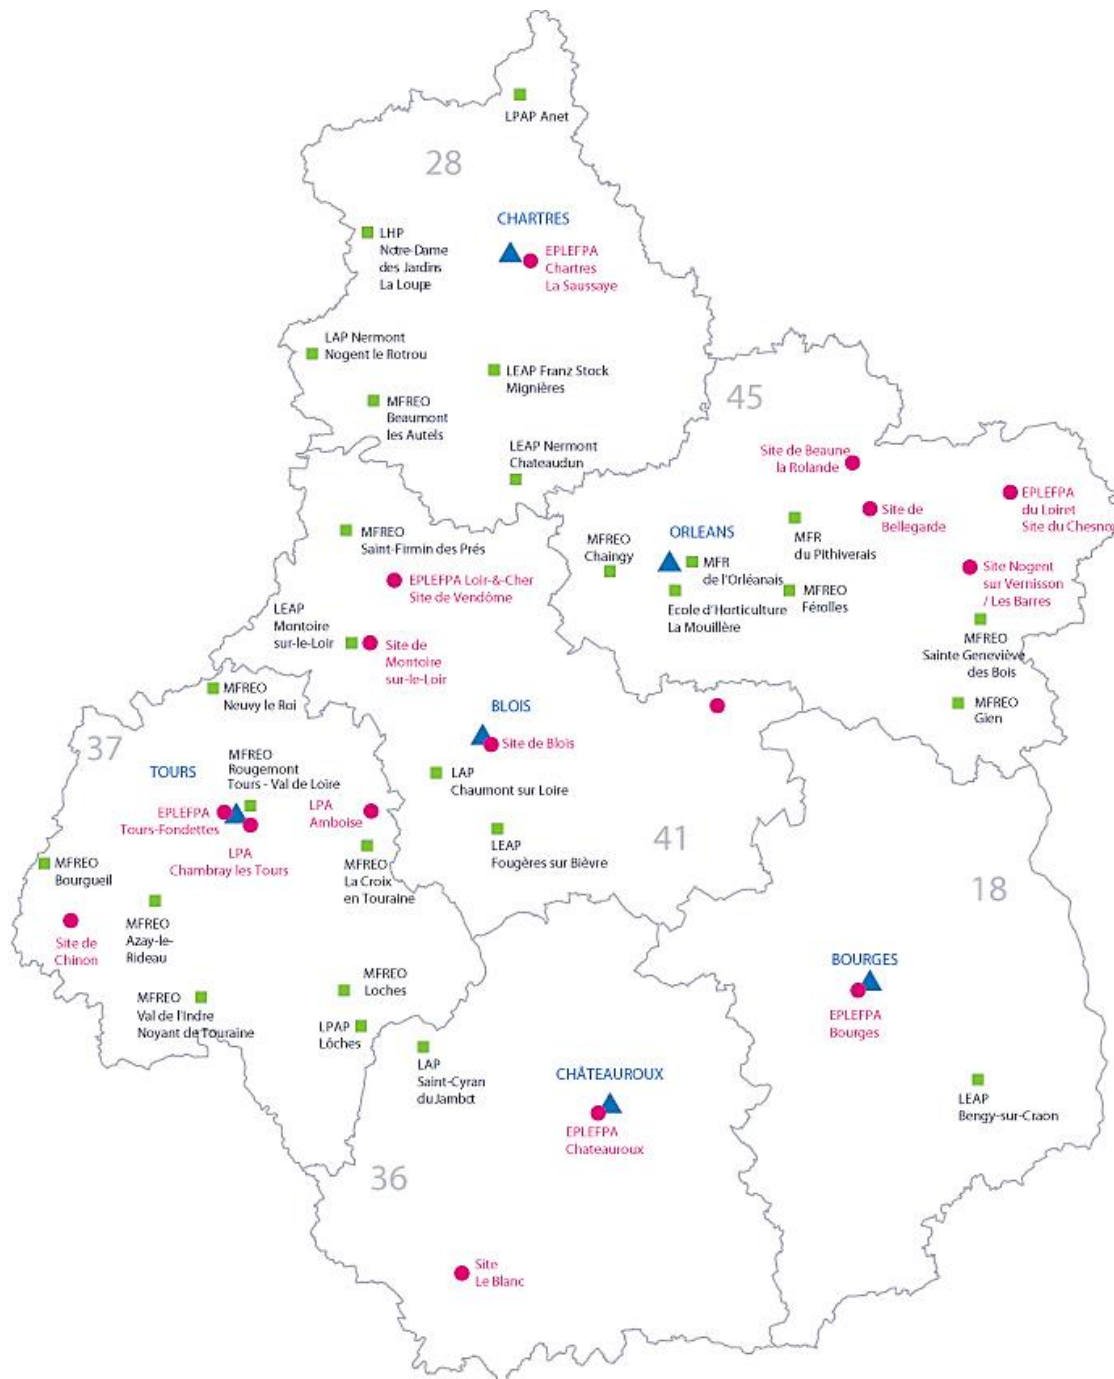 LPAP Anet
28
CHARTRES
LHP
Notre-Dame
des Jardins
La Loupe
EPLEFPA
Chartres
La Saussaye
LAP Nermont
Nogent le Rotrou
LEAP Franz Stock
Mignières
MFREO
Beaumont
les Autels
LEAP Nermont
Chateaudun
45
Site de Beaune
la Rolande
EPLEFPA
du Loiret
Site du Chesnoy
Site de
Bellegarde
MFREO
Saint-Firmin des Prés
ORLEANS
MFREO
Chaingy
MFR
du Pithiverais
MFR
de l'Orléanais
EPLEFPA Loir-&-Cher
Site de Vendôme
Site Nogent
sur Vernisson
/ Les Barres
Ecole d'Horticulture
La Mouillère
MFREO
Férolles
LEAP
Montoire
sur-le-Loir
Site de
Montoire
sur-le-Loir
MFREO
Sainte Geneviève
des Bois
MFREO
Neuvy le Roi
MFREO
Gien
BLOIS
Site de Blois
37
TOURS
MFREO
Rougemont
Tours - Val de Loire
LAP
Chaumont sur Loire
EPLEFPA
Tours-Fondettes
LPA
Amboise
LPA
Chambray les Tours
41
LEAP
Fougères sur Bièvre
MFREO
Bourgueil
MFREO
La Croix
en Touraine
18
MFREO
Azay-le-
Rideau
Site de
Chinon
BOURGES
EPLEFPA
Bourges
MFREO
Loches
MFREO
Val de l'Indre
Noyant de Touraine
LPAP
Lôches
LAP
Saint-Cyran
du Jambot
CHÂTEAUROUX
EPLEFPA
Chateauroux
LEAP
Bengy-sur-Craon
36
Site
Le Blanc